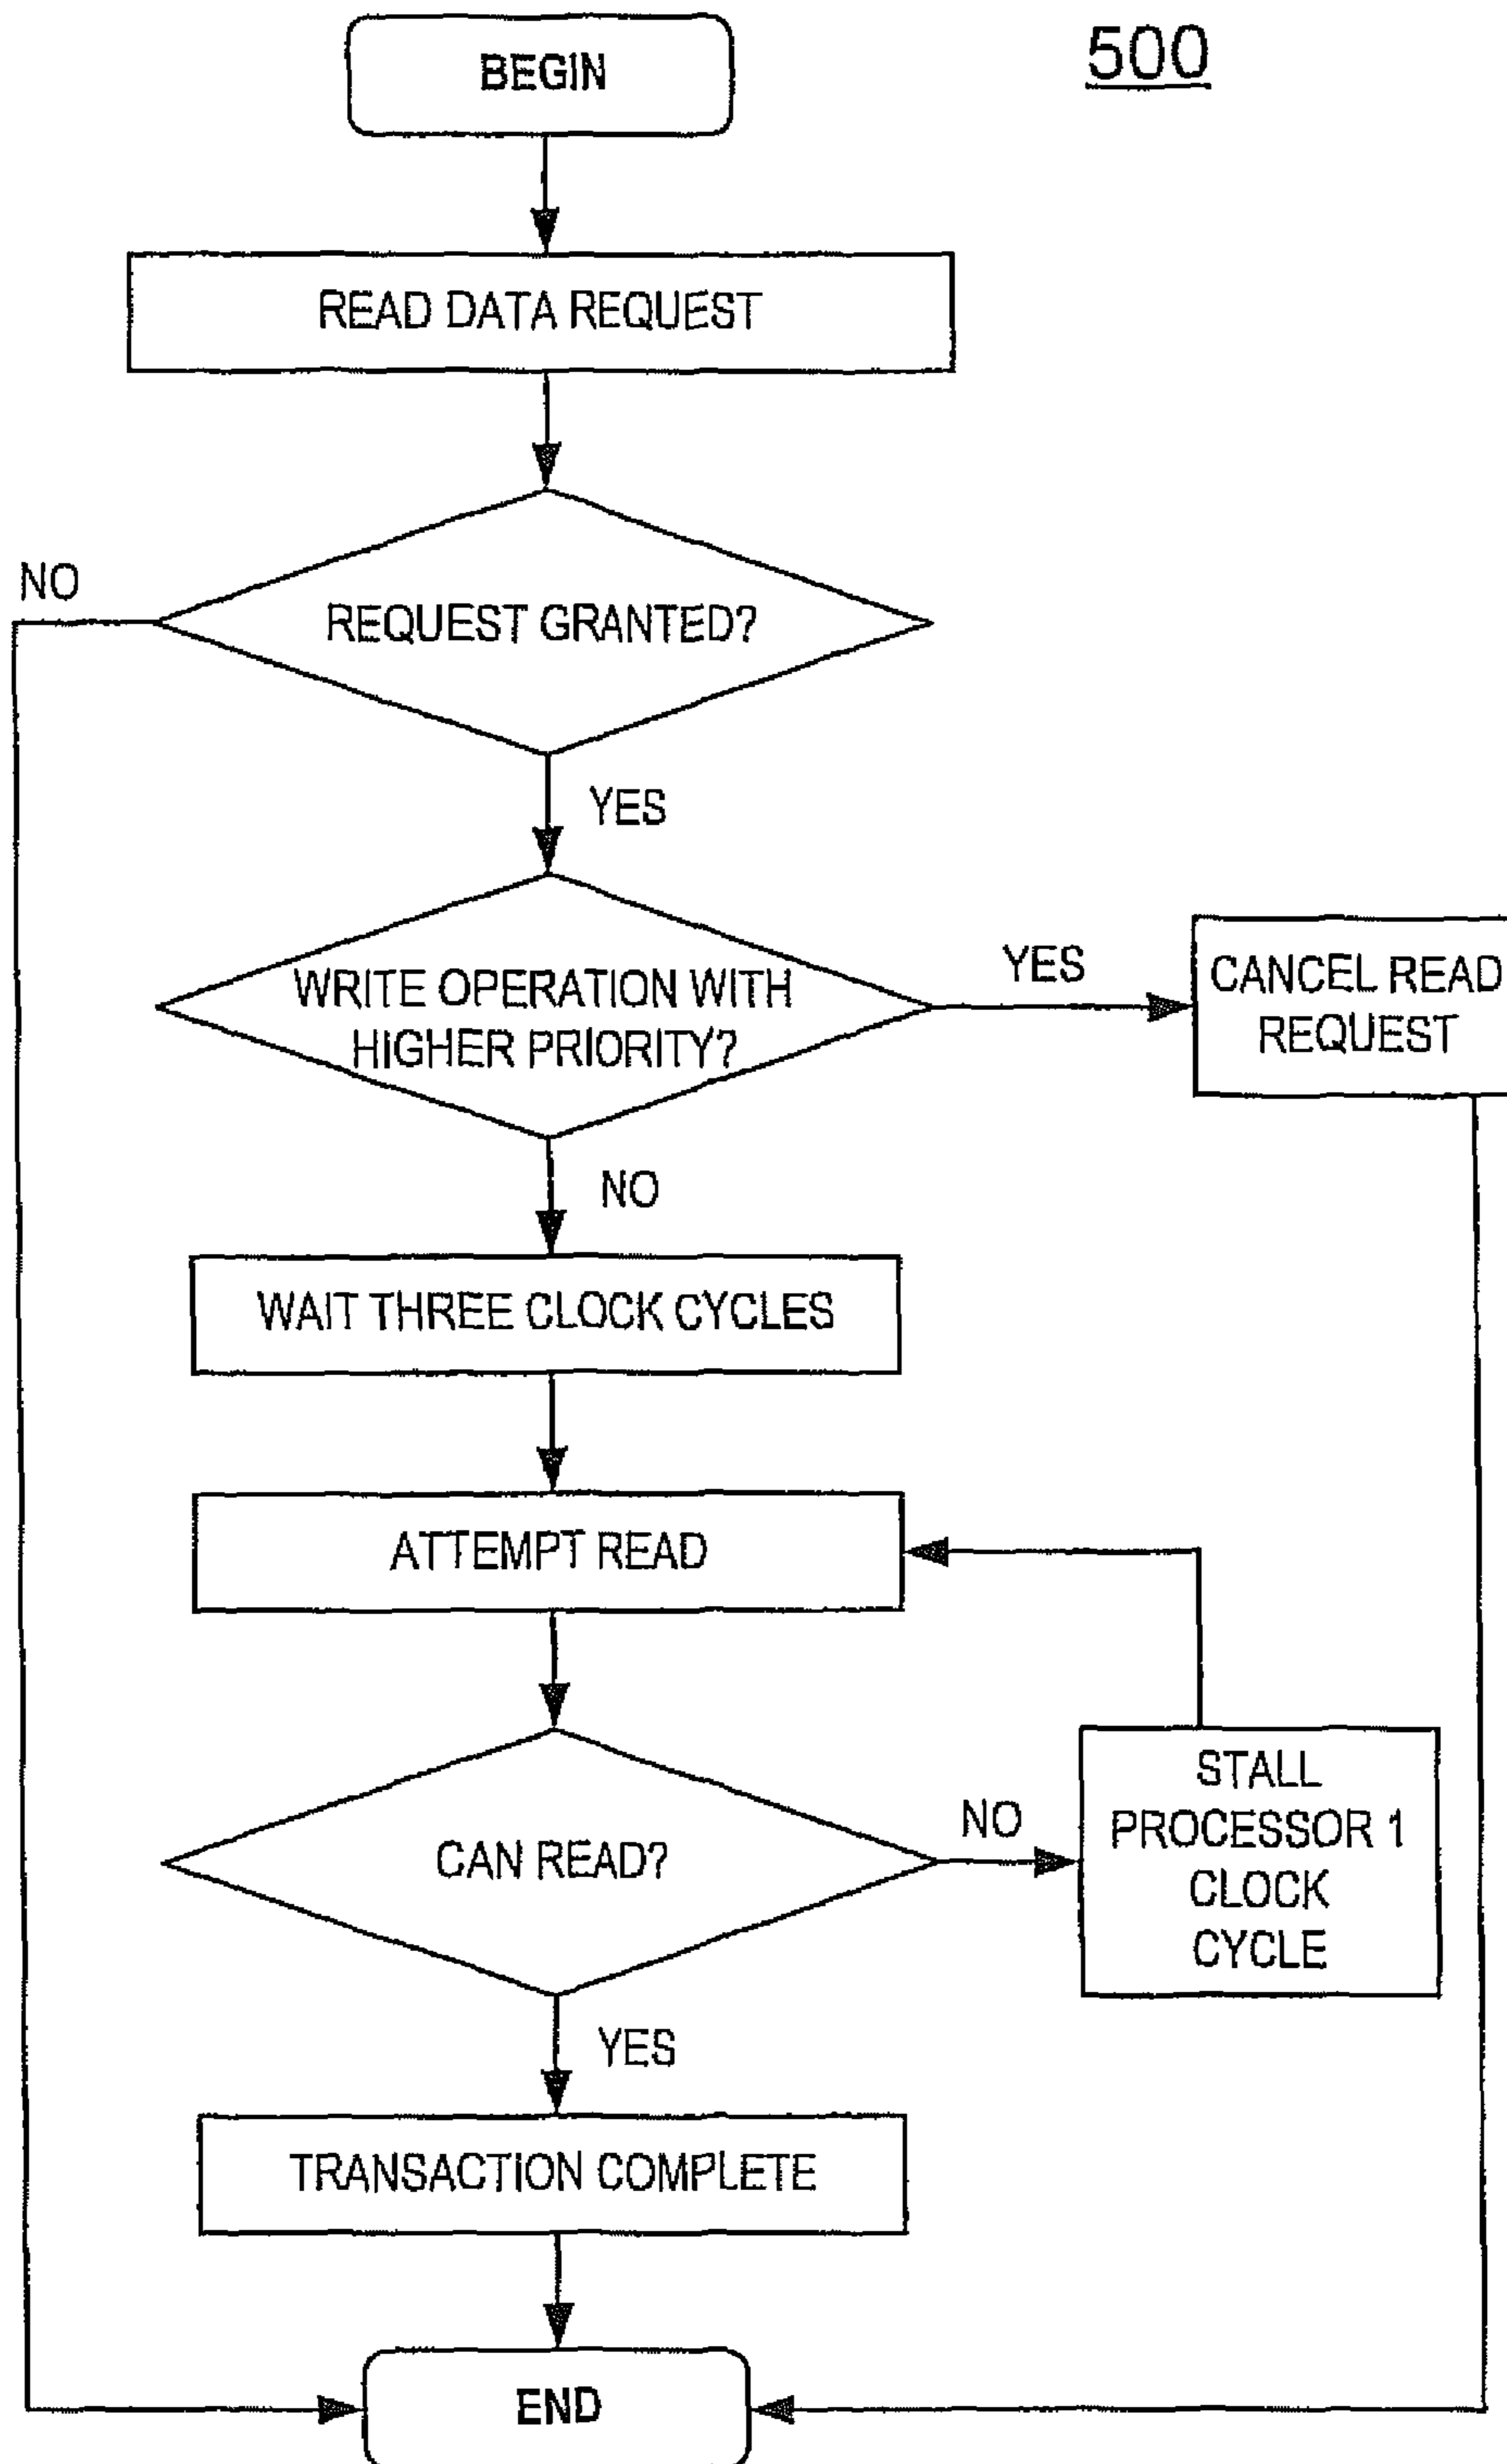 500
BEGIN
READ DATA REQUEST
REQUEST GRANTED?
NO
YES
WRITE OPERATION WITH
HIGHER PRIORITY?
YES
CANCEL READ
REQUEST
NO
WAIT THREE CLOCK CYCLES
ATTEMPT READ
CAN READ?
NO
STALL
PROCESSOR 1
CLOCK
CYCLE
YES
TRANSACTION COMPLETE
END